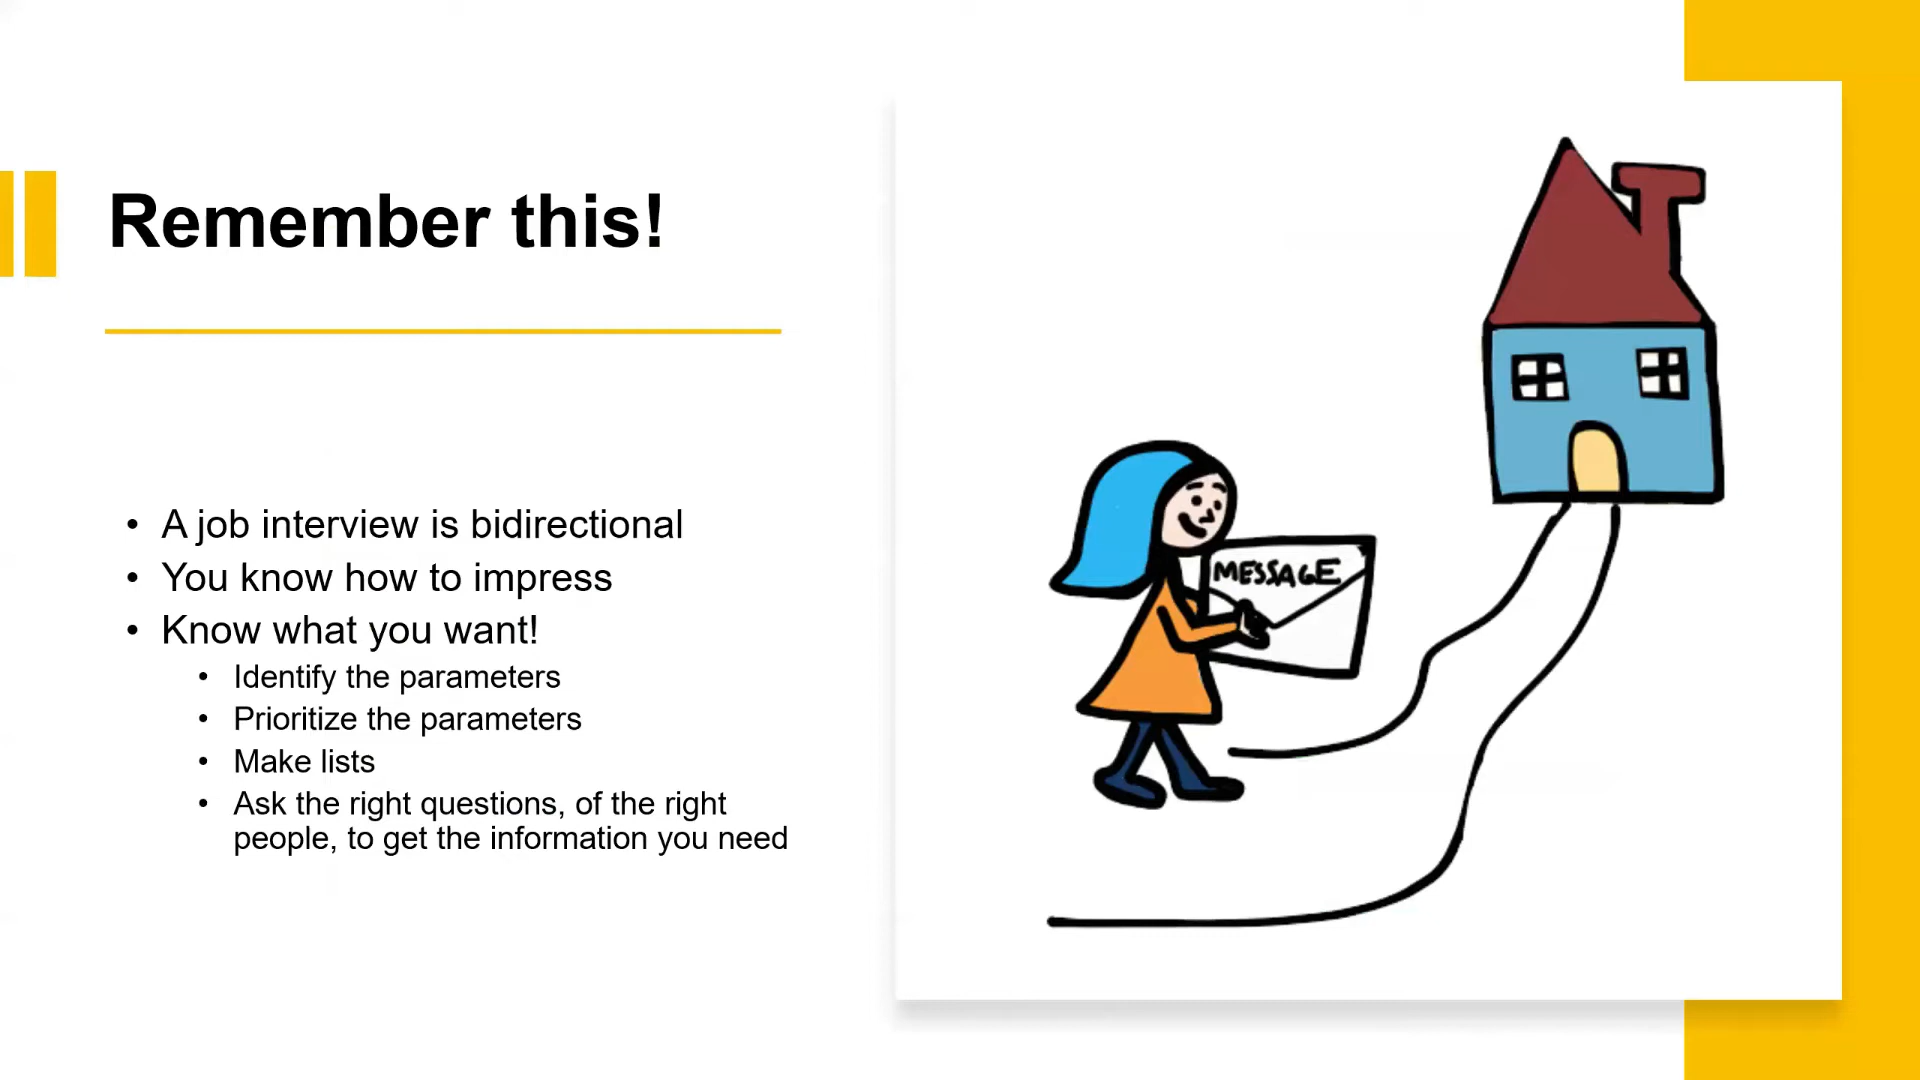 Remember this!
• A job interview is bidirectional
• You know how to impress
• Know what you want!
• Identify the parameters
• Prioritize the parameters
• Make lists
• Ask the right questions, of the right
people, to get the information you need
MESSAGE